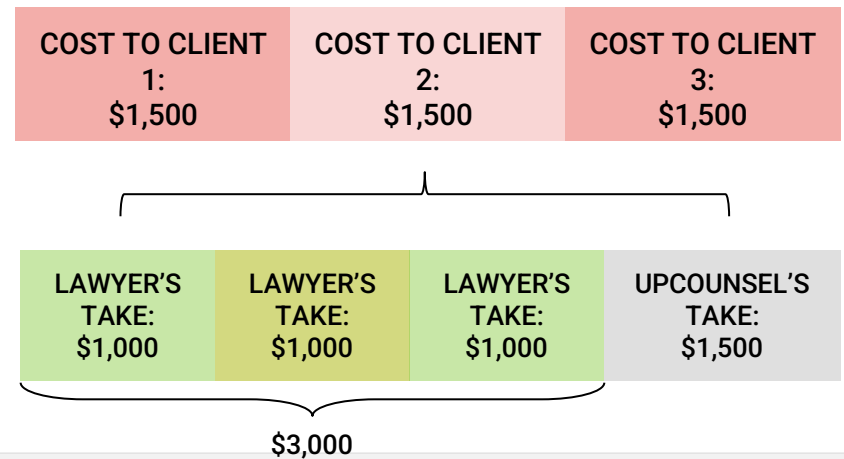 COST TO CLIENT
1:
$1,500
COST TO CLIENT
2:
$1,500
COST TO CLIENT
3:
$1,500
LAWYER’S
TAKE:
$1,000
LAWYER’S
TAKE:
$1,000
LAWYER’S
TAKE:
$1,000
UPCOUNSEL’S
TAKE:
$1,500
$3,000